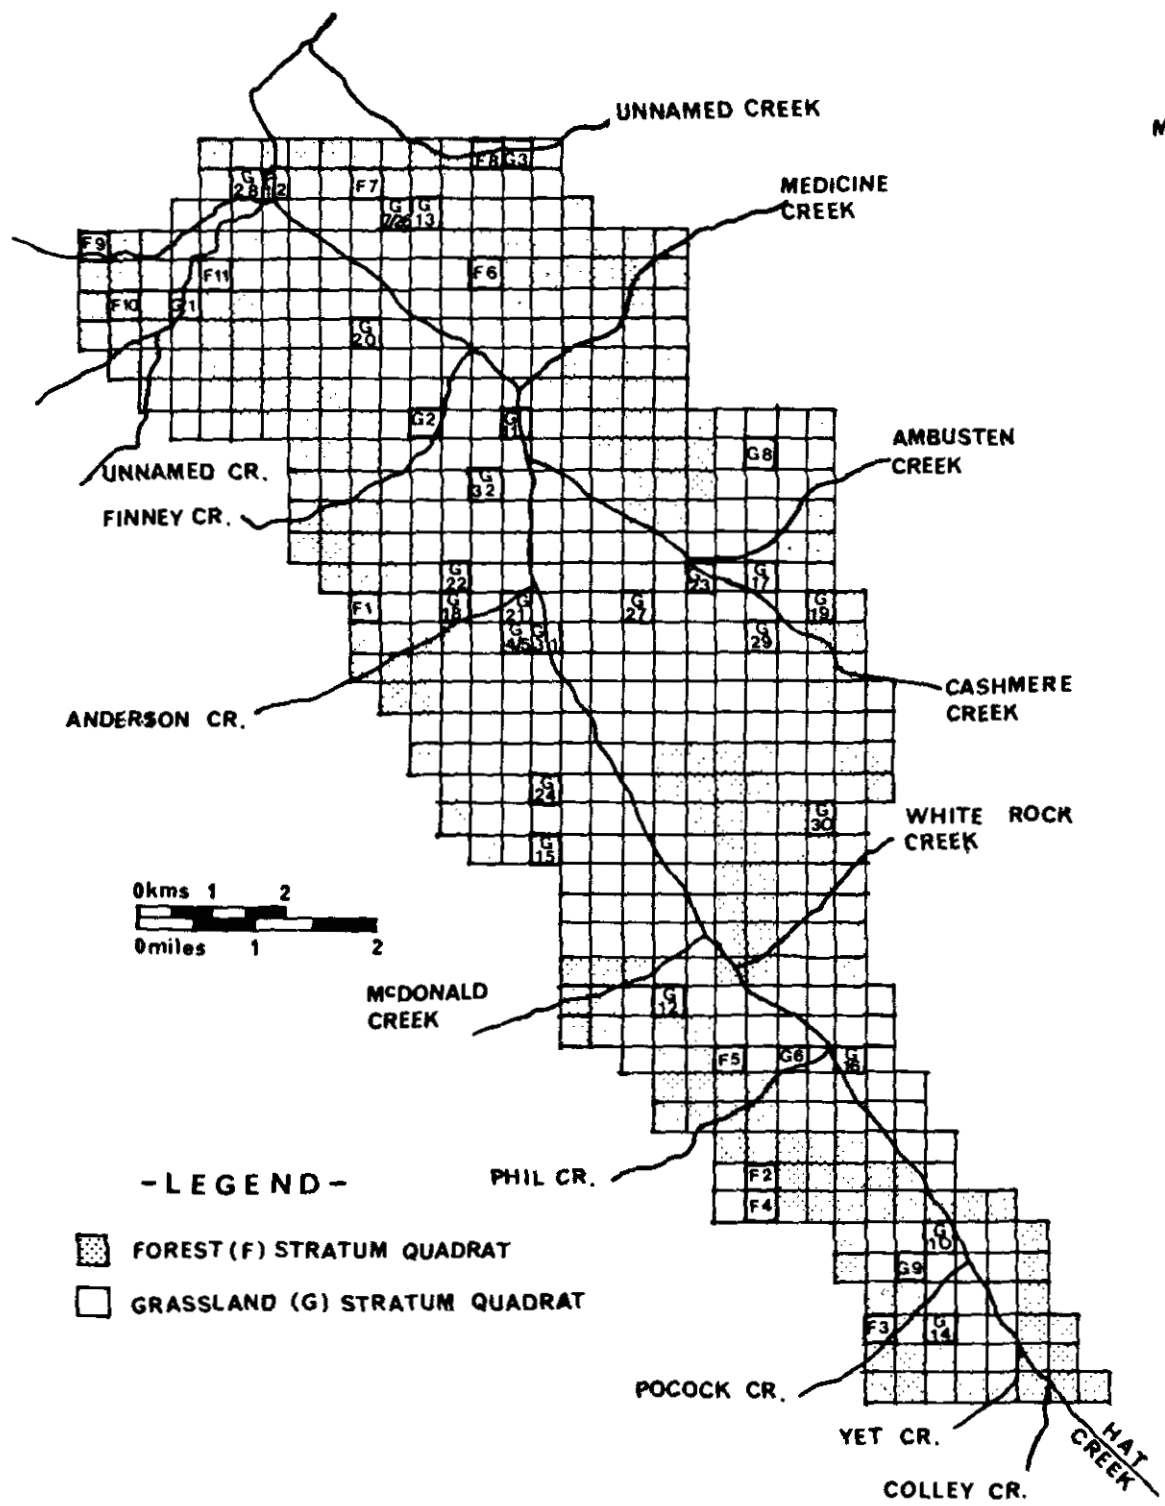 UNNAMED CREEK
M
F8 G3
MEDICINE
CREEK
G
28
F
12
F7
G
7/26
G
13
F9
F11
F6
F10
G1
G
20
G2
G
11
AMBUSTEN
CREEK
G8
UNNAMED CR.
G
32
FINNEY CR.
G
22
G
23
G
17
F1
G
18
G
21
G
27
G
19
G
4/5
G
31
G
29
CASHMERE
CREEK
ANDERSON CR.
G
24
G
30
WHITE ROCK
CREEK
G
15
0kms 1 2
0miles 1 2
McDONALD
CREEK
G
12
F5
G6
G
16
PHIL CR.
F2
-LEGEND-
F4
G
10
FOREST (F) STRATUM QUADRAT
G9
GRASSLAND (G) STRATUM QUADRAT
F3
G
14
POCOCK CR.
YET CR.
HAT
CREEK
COLLEY CR.